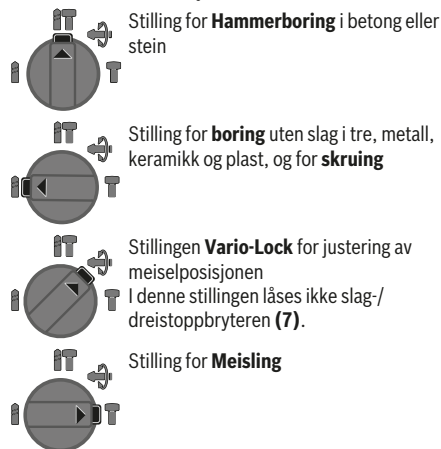 Stilling for Hammerboring i betong eller
stein
Stilling for boring uten slag i tre, metall,
keramikk og plast, og for skruing
Stillingen Vario-Lock for justering av
meiselposisjonen
I denne stillingen låses ikke slag-/
dreistoppbryteren (7).
Stilling for Meisling